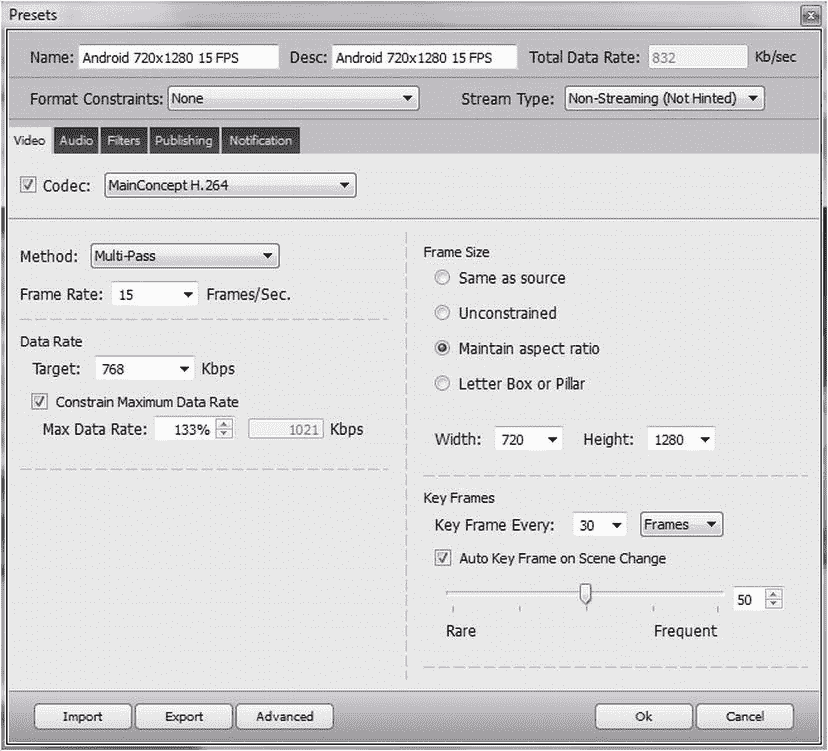 Presets
Name: Android 720x1280 15 FPS Desc: Android 720x1280 15 FPS Total Data Rate: 832 Kb/sec
Format Constraints: None Stream Type: Non-Streaming (Not Hinted)
Video Audio Filters Publishing Notification
Codec: MainConcept H.264
Method: Multi-Pass
Frame Rate: 15 Frames/Sec.
Data Rate
Target: 768 Kbps
Constrain Maximum Data Rate
Max Data Rate: 133% 1021 Kbps
Frame Size
Same as source
Unconstrained
Maintain aspect ratio
Letter Box or Pillar
Width: 720 Height: 1280
Key Frames
Key Frame Every: 30 Frames
Auto Key Frame on Scene Change
50
Rare Frequent
Import Export Advanced Ok Cancel